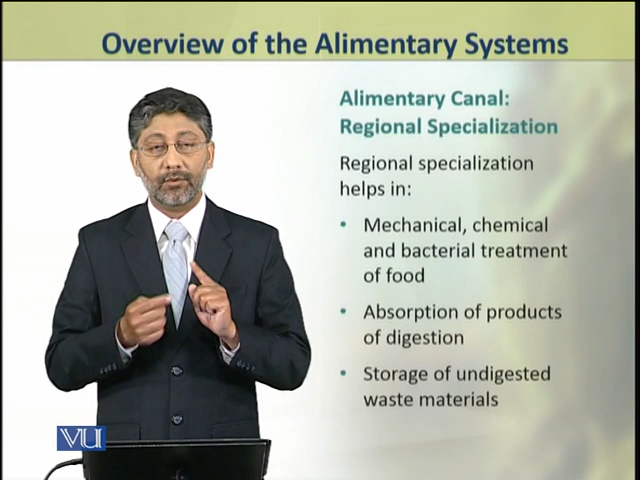 Overview of the Alimentary Systems
Alimentary Canal:
Regional Specialization
Regional specialization
helps in:
• Mechanical, chemical
and bacterial treatment
of food
• Absorption of products
of digestion
• Storage of undigested
waste materials
VU